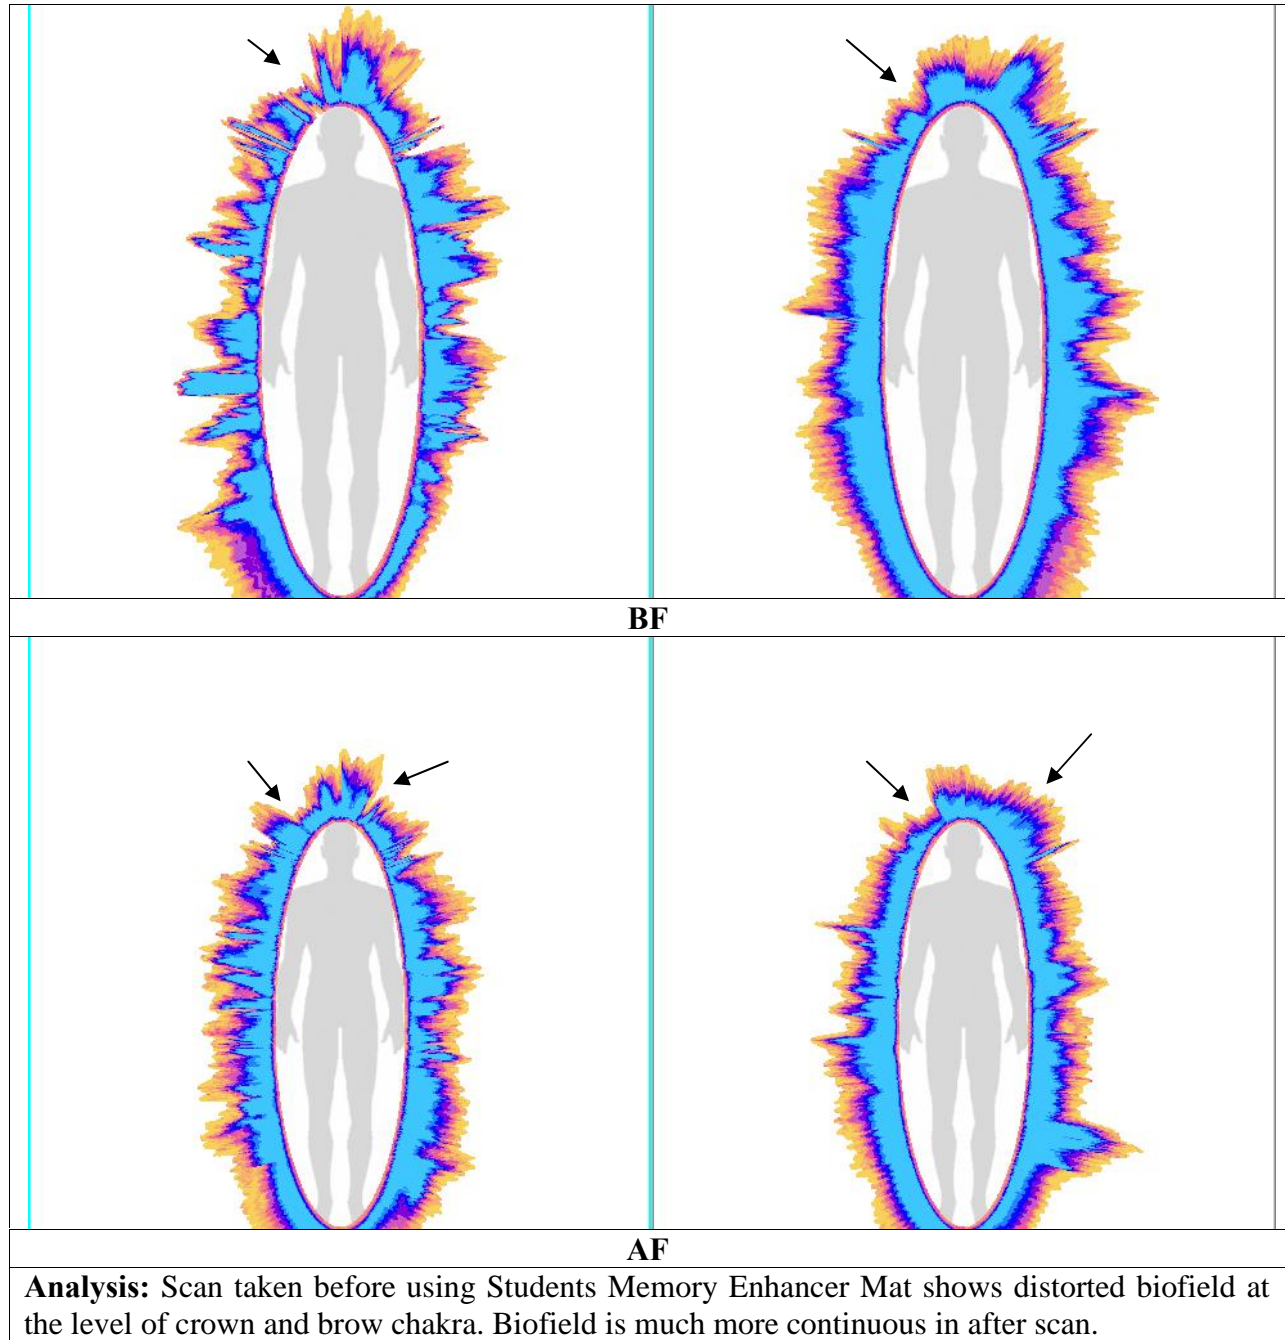 BF
AF
Analysis: Scan taken before using Students Memory Enhancer Mat shows distorted biofield at
the level of crown and brow chakra. Biofield is much more continuous in after scan.